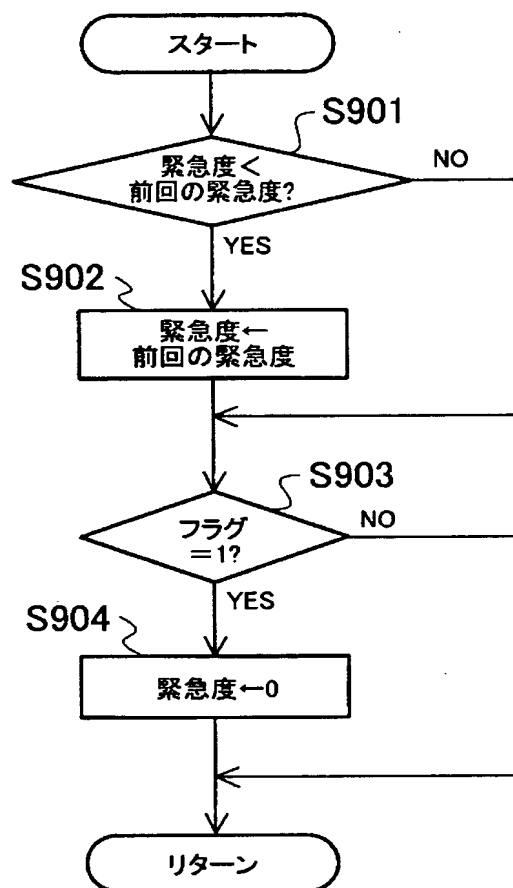 スタート
S901
緊急度<
前回の緊急度?
NO
YES
S902
緊急度←
前回の緊急度
S903
フラグ
=1?
NO
YES
S904
緊急度←0
リターン